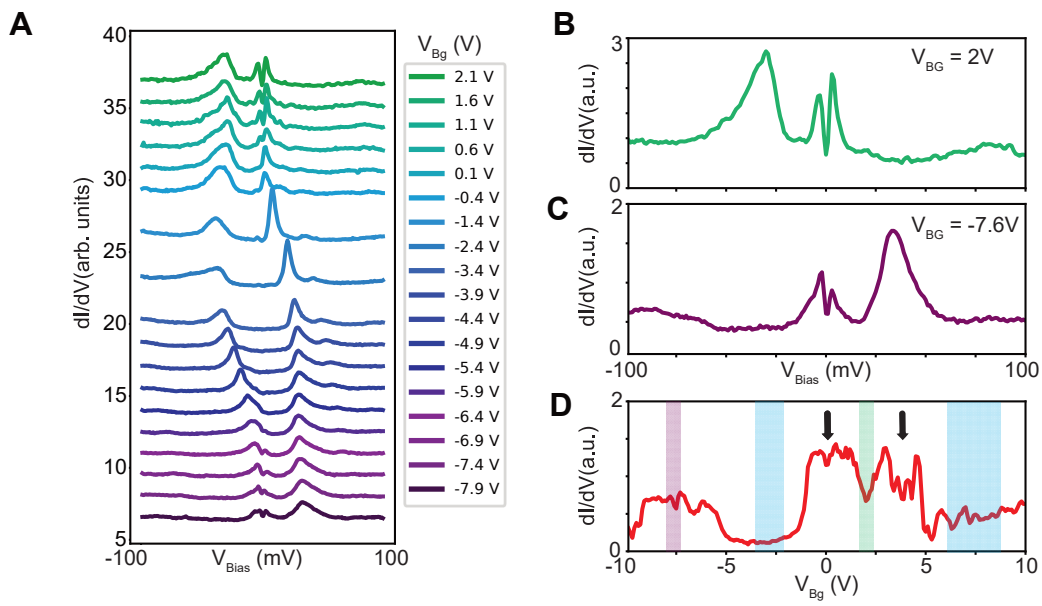 A
40
35
30
25
20
15
10
5
dI/dV(arb. units)
-100
V_Bias (mV)
100
V_Bg (V)
2.1 V
1.6 V
1.1 V
0.6 V
0.1 V
-0.4 V
-1.4 V
-2.4 V
-3.4 V
-3.9 V
-4.4 V
-4.9 V
-5.4 V
-5.9 V
-6.4 V
-6.9 V
-7.4 V
-7.9 V
B
3
0
dI/dV(a.u.)
V_BG = 2V
C
2
0
dI/dV(a.u.)
V_BG = -7.6V
-100
V_Bias (mV)
100
D
2
1
0
dI/dV(a.u.)
-10
-5
0
5
10
V_Bg (V)